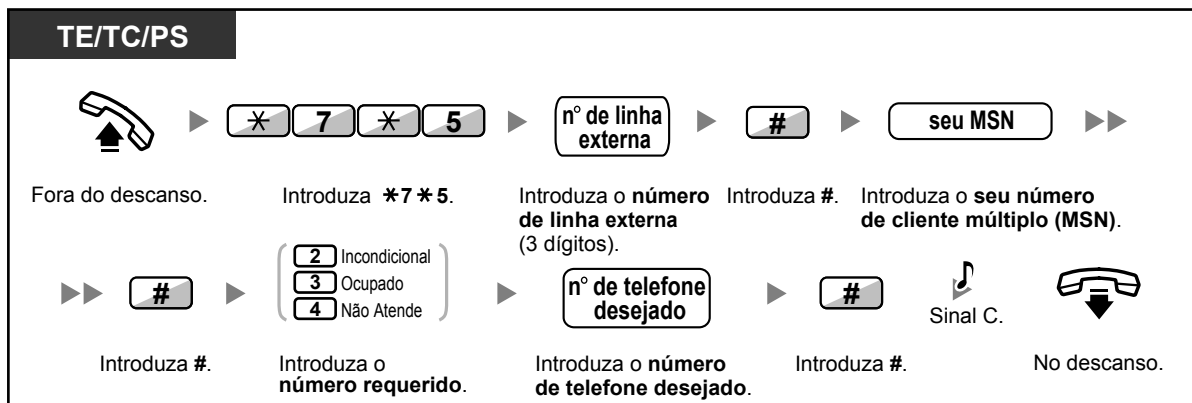 TE/TC/PS
✳ 7 ✳ 5
n° de linha
externa
#
seu MSN
Fora do descanso.
Introduza ✳7✳5.
Introduza o número
de linha externa
(3 dígitos).
Introduza #.
Introduza o seu número
de cliente múltiplo (MSN).
#
2 Incondicional
3 Ocupado
4 Não Atende
n° de telefone
desejado
#
Sinal C.
Introduza #.
Introduza o
número requerido.
Introduza o número
de telefone desejado.
Introduza #.
No descanso.